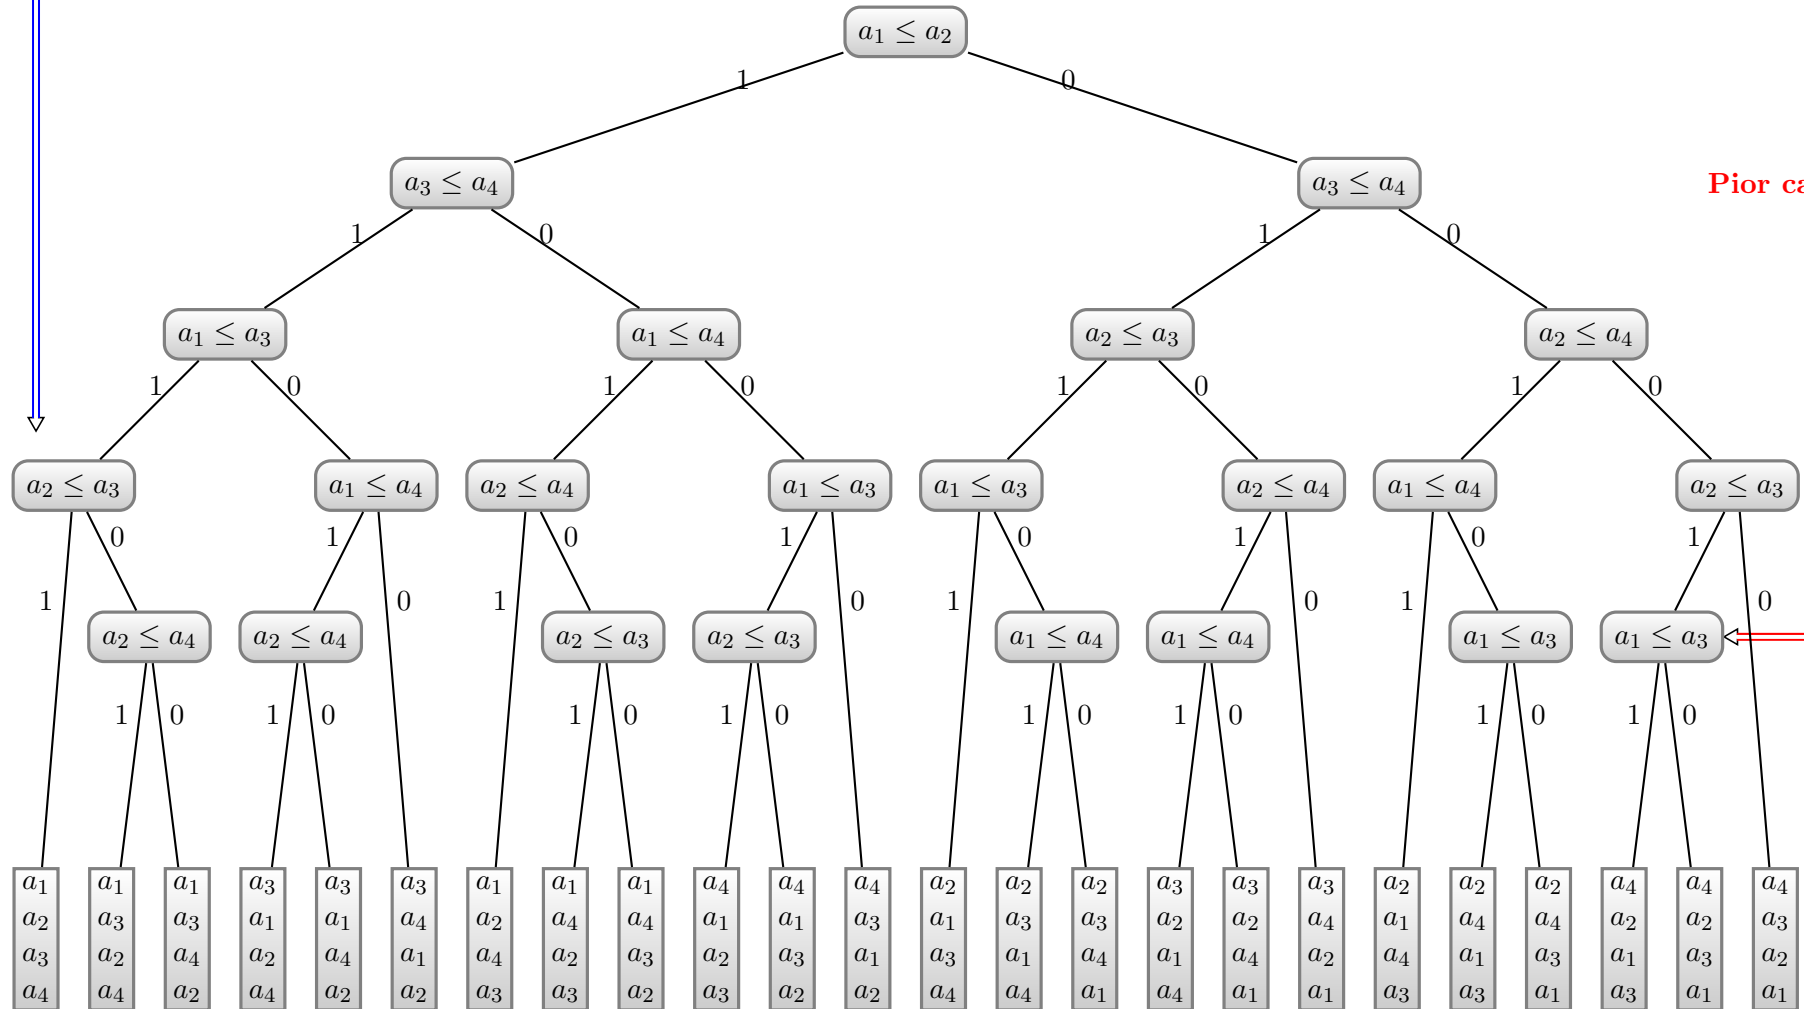 a₁ ≤ a₂
1 0
a₃ ≤ a₄ a₃ ≤ a₄ Pior
1 0 1 0
a₁ ≤ a₃ a₁ ≤ a₄ a₂ ≤ a₃ a₂ ≤ a₄
1 0 1 0 1 0 1 0
a₂ ≤ a₃ a₁ ≤ a₄ a₂ ≤ a₄ a₁ ≤ a₃ a₁ ≤ a₃ a₂ ≤ a₄ a₁ ≤ a₄ a₂ ≤ a₃
0 1 0 1 0 1 0 1
1 0 1 0 1 0 1 0
a₂ ≤ a₄ a₂ ≤ a₄ a₂ ≤ a₃ a₂ ≤ a₃ a₁ ≤ a₄ a₁ ≤ a₄ a₁ ≤ a₃ a₁ ≤ a₃
1 0 1 0 1 0 1 0 1 0 1 0 1 0 1 0
a₁ a₁ a₁ a₃ a₃ a₃ a₁ a₁ a₁ a₄ a₄ a₄ a₂ a₂ a₂ a₃ a₃ a₃ a₂ a₂ a₂ a₄ a₄ a₄
a₂ a₃ a₃ a₁ a₁ a₄ a₂ a₄ a₄ a₁ a₁ a₃ a₁ a₃ a₃ a₂ a₂ a₄ a₁ a₄ a₄ a₂ a₂ a₃
a₃ a₂ a₄ a₂ a₄ a₁ a₄ a₂ a₃ a₂ a₃ a₁ a₃ a₁ a₄ a₁ a₄ a₂ a₄ a₁ a₃ a₁ a₃ a₂
a₄ a₄ a₂ a₄ a₂ a₂ a₃ a₃ a₂ a₃ a₂ a₂ a₄ a₄ a₁ a₄ a₁ a₁ a₃ a₃ a₁ a₃ a₁ a₁